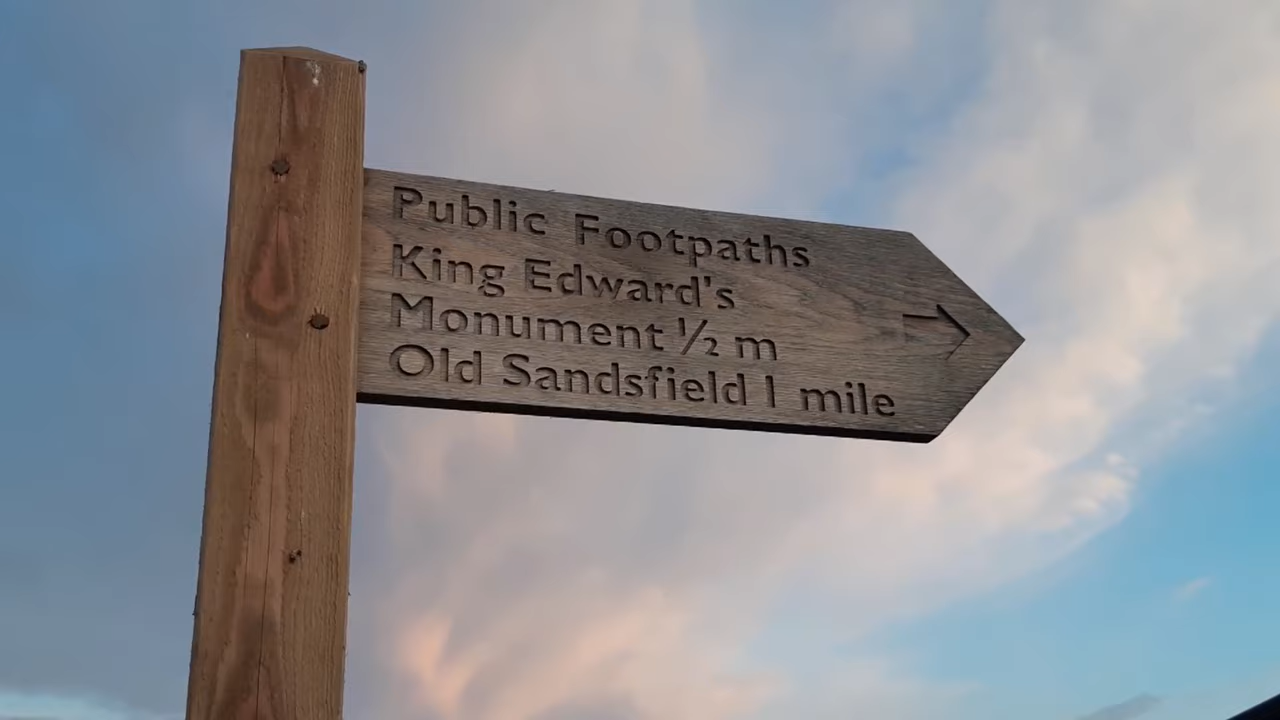 Public Footpaths
King Edward's
Monument ½ m
Old Sandsfield 1 mile